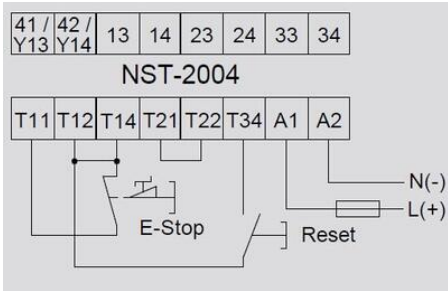 41 / 42 / 13 14 23 24 33 34
Y13 Y14
NST-2004
T11 T12 T14 T21 T22 T34 A1 A2
N(-)
L(+)
E-Stop Reset